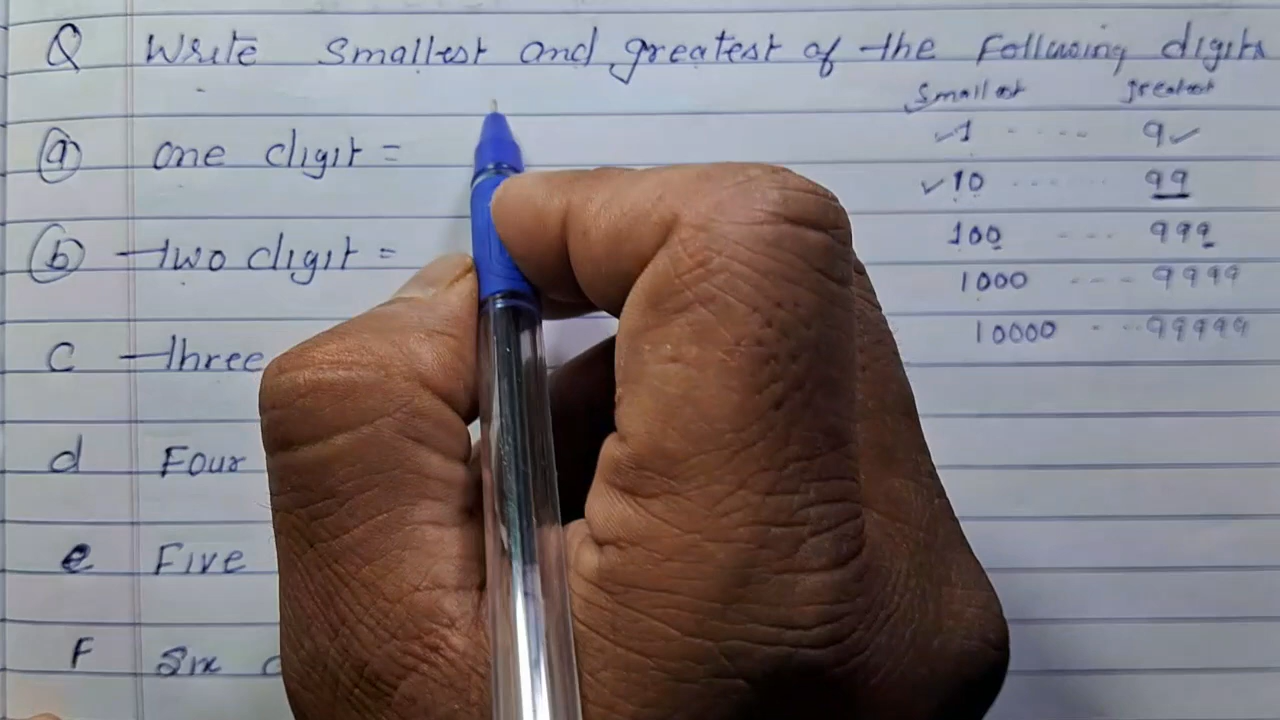 Q Write Smallest and greatest of the following digits
Smallest greatest
a one digit =
✓1 ..... 9✓
✓10 ....... 99
b two digit =
100 .... 999
1000 .... 9999
10000 . .. 99999
c three
d Four
e Five
F Six